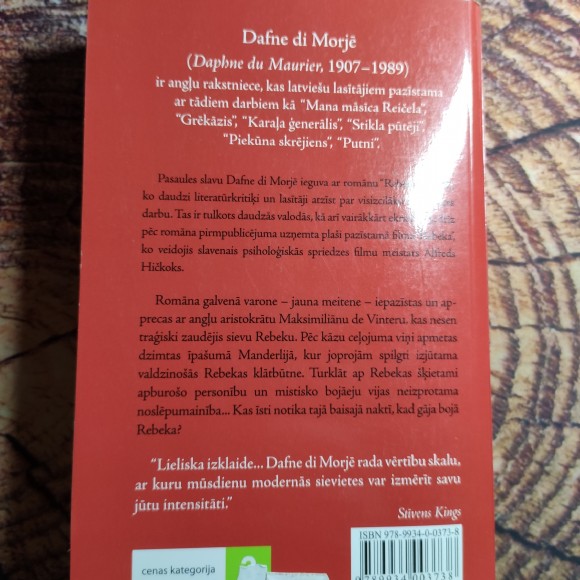 Dafne di Morjē
(Daphne du Maurier, 1907–1989)
ir angļu rakstniece, kas latviešu lasītājiem pazīstama
ar tādiem darbiem kā "Mana māsīca Reičela",
"Grēkāzis", "Karaļa ģenerālis", "Stikla pūtēji",
"Piekūna skrējiens", "Putni".
Pasaules slavu Dafne di Morjē ieguva ar romānu
ko daudzi literatūrkritiķi un lasītāji atzīst par
darbu. Tas ir tulkots daudzās valodās, kā arī vairākkārt
pēc romāna pirmpublicējuma uzņemta plaši pazīstamā
ko veidojis slavenais psiholoģiskās spriedzes filmu meistars Alfreds
Hičkoks.
Romāna galvenā varone – jauna meitene – iepazīstas un ap-
precas ar angļu aristokrātu Maksimiliānu de Vinteru, kas nesen
traģiski zaudējis sievu Rebeku. Pēc kāzu ceļojuma viņi apmetas
dzimtas īpašumā Manderlijā, kur joprojām spilgti izjūtama
valdzinošās Rebekas klātbūtne. Turklāt ap Rebekas šķietami
apburošo personību un mistisko bojāeju vijas neizprotama
noslēpumainība... Kas īsti notika tajā baisajā naktī, kad gāja bojā
Rebeka?
"Lieliska izklaide... Dafne di Morjē rada vērtību skalu,
ar kuru mūsdienu modernās sievietes var izmērīt savu
jūtu intensitāti."
Stīvens Kings
ISBN 978-9934-0-0373-8
cenas kategorija